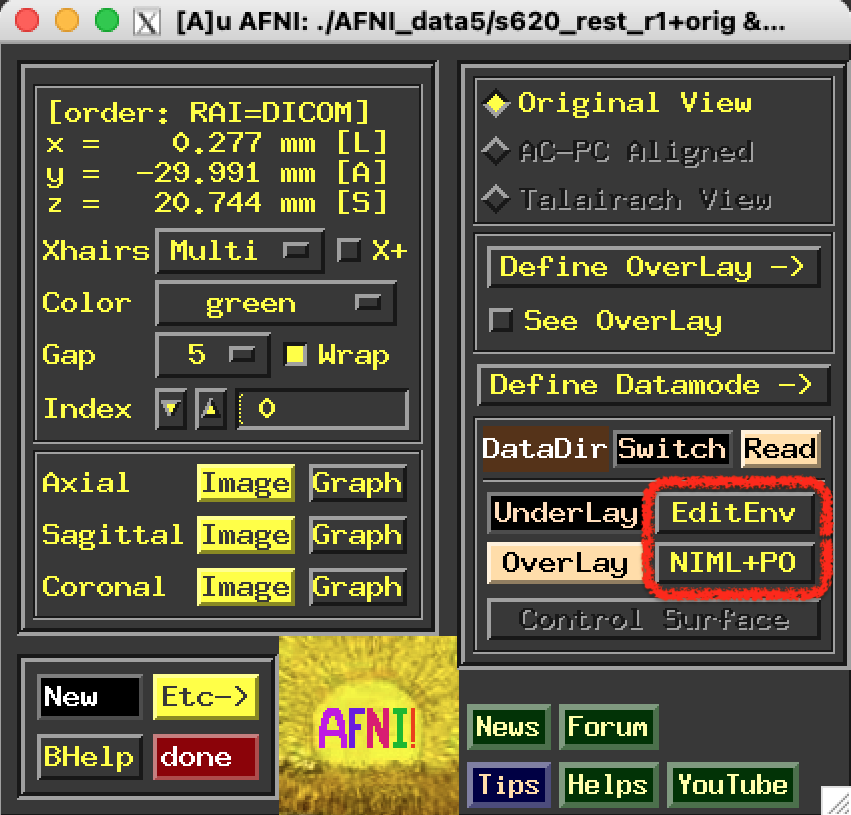 [A]u AFNI: ./AFNI_data5/s620_rest_r1+orig &...
[order: RAI=DICOM]
x = 0.277 mm [L]
y = -29.991 mm [A]
z = 20.744 mm [S]
Xhairs Multi X+
Color green
Gap 5 Wrap
Index 0
Axial Image Graph
Sagittal Image Graph
Coronal Image Graph
Original View
AC-PC Aligned
Talairach View
Define OverLay ->
See OverLay
Define Datamode ->
DataDir Switch Read
UnderLay EditEnv
OverLay NIML+PO
Control Surface
New Etc->
BHelp done
AFNI!
News Forum
Tips Helps YouTube